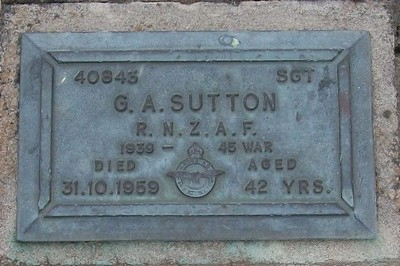 40843 SGT
G. A. SUTTON
R. N. Z. A. F.
1939 - 45 WAR
DIED AGED
31.10.1959 42 YRS.